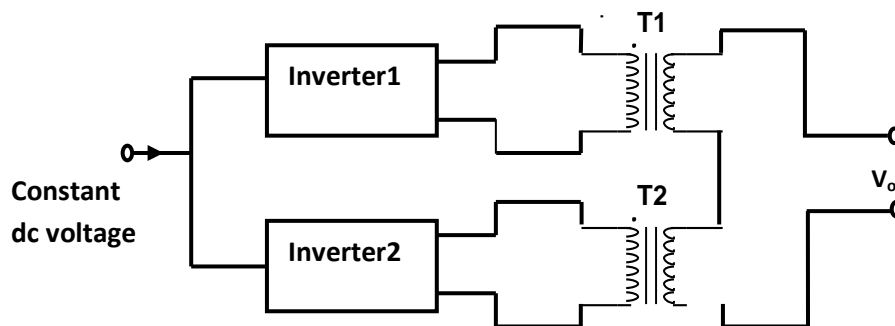 T1
Inverter1
Constant
dc voltage
Vₒ
T2
Inverter2